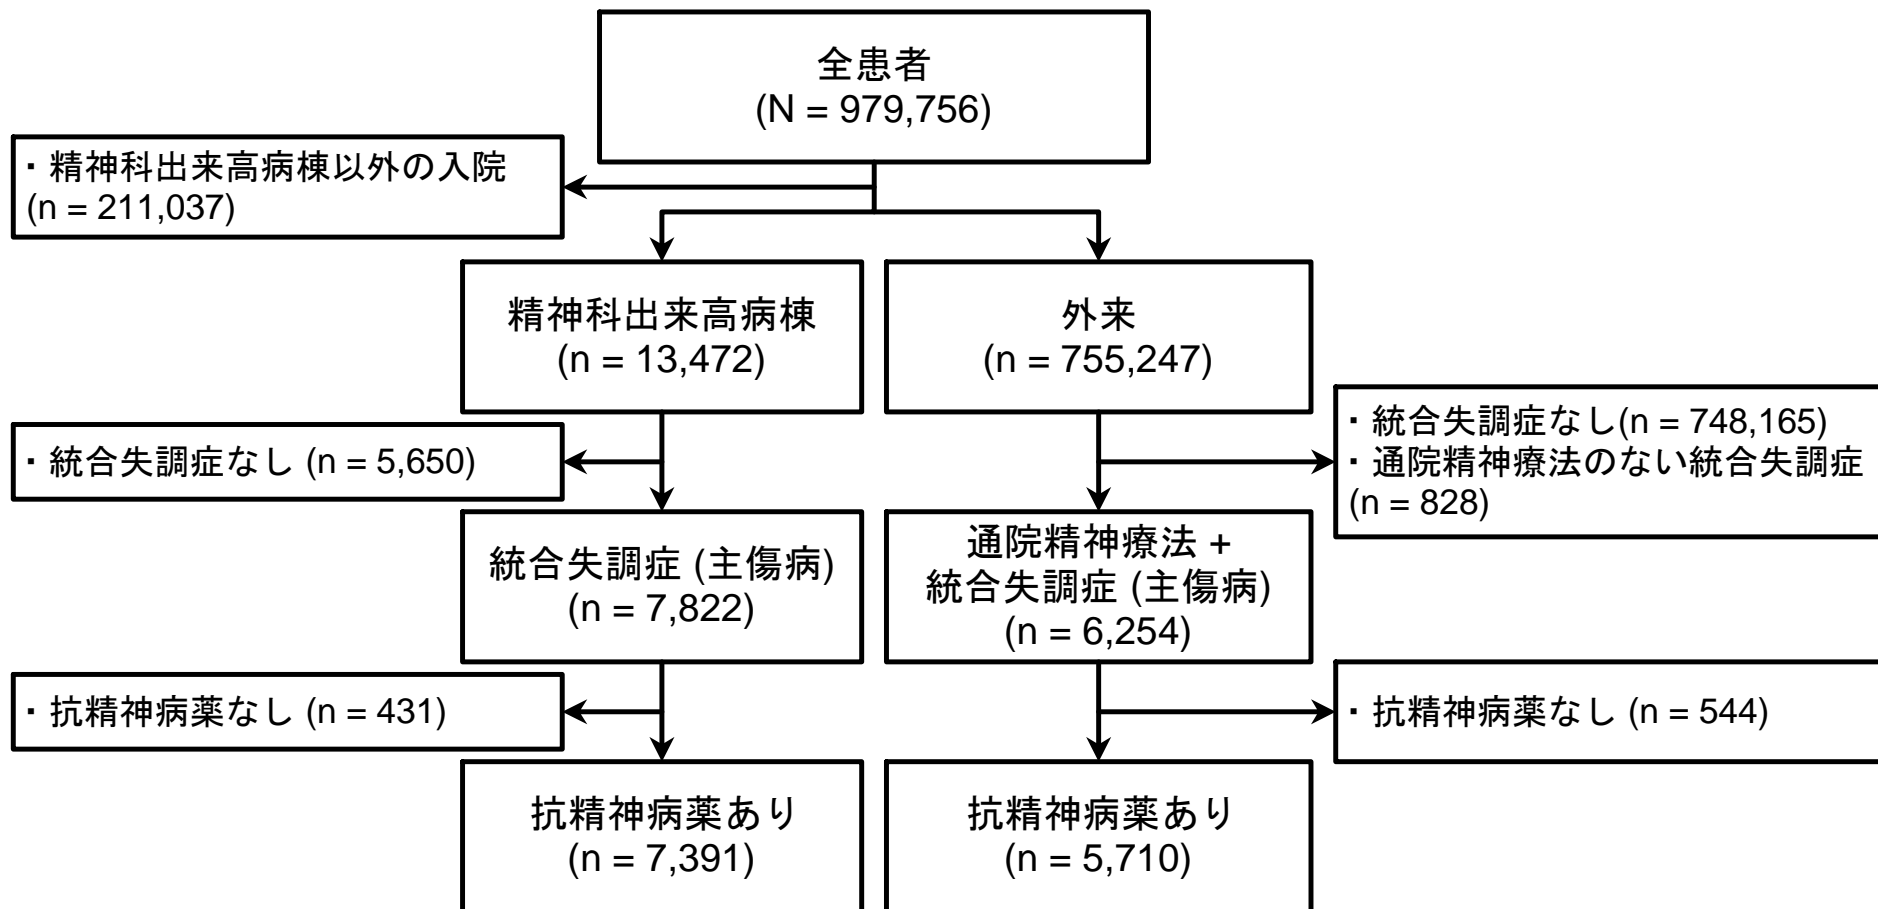 全患者
(N = 979,756)
・精神科出来高病棟以外の入院
(n = 211,037)
精神科出来高病棟
(n = 13,472)
外来
(n = 755,247)
・統合失調症なし (n = 5,650)
・統合失調症なし(n = 748,165)
・通院精神療法のない統合失調症
(n = 828)
統合失調症 (主傷病)
(n = 7,822)
通院精神療法 +
統合失調症 (主傷病)
(n = 6,254)
・抗精神病薬なし (n = 431)
・抗精神病薬なし (n = 544)
抗精神病薬あり
(n = 7,391)
抗精神病薬あり
(n = 5,710)